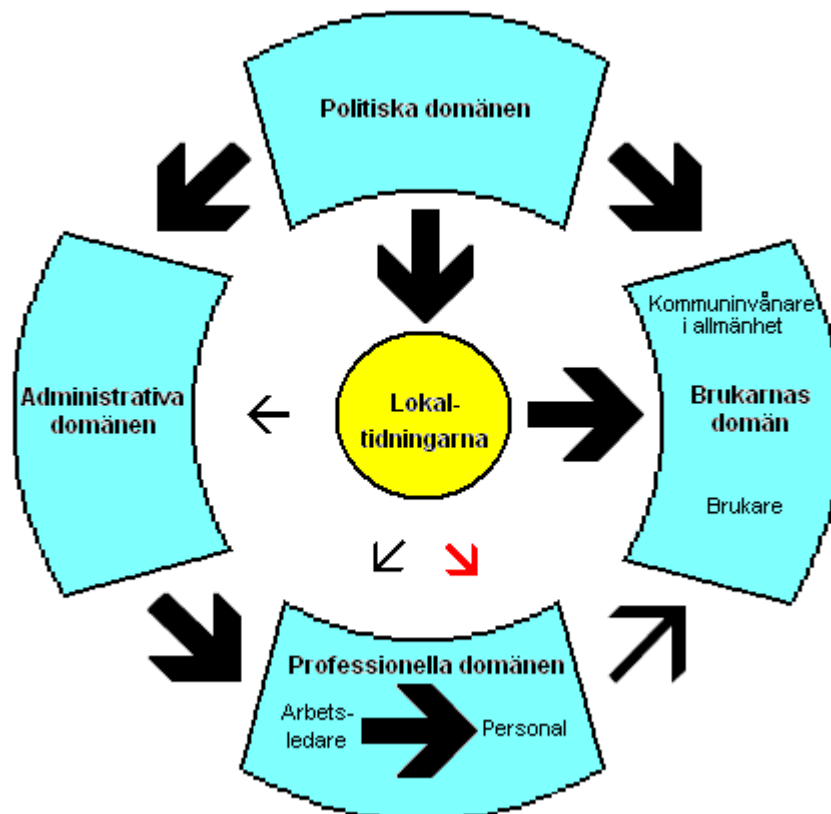 Politiska domänen
Kommuninvånare
i allmänhet
Administrativa
domänen
Lokal-
tidningarna
Brukarnas
domän
Brukare
Professionella domänen
Arbets-
ledare
Personal